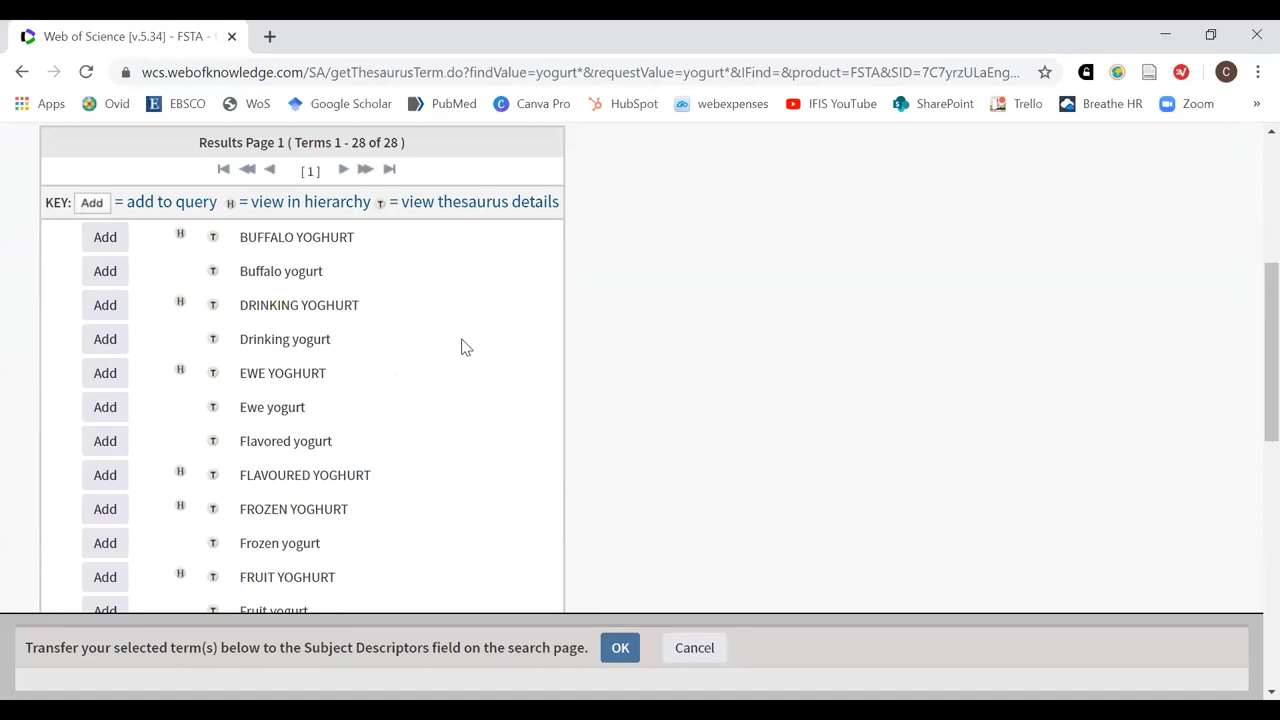 Web of Science [v.5.34] - FSTA -
wcs.webofknowledge.com/SA/getThesaurusTerm.do?findValue=yogurt*&requestValue=yogurt*&IFind=&product=FSTA&SID=7C7yrzULaEng...
C
Apps Ovid EBSCO WoS Google Scholar PubMed Canva Pro HubSpot webexpenses IFIS YouTube SharePoint Trello Breathe HR Zoom »
Results Page 1 ( Terms 1 - 28 of 28 )
[ 1 ]
KEY: Add = add to query H = view in hierarchy T = view thesaurus details
Add H T BUFFALO YOGHURT
Add T Buffalo yogurt
Add H T DRINKING YOGHURT
Add T Drinking yogurt
Add H T EWE YOGHURT
Add T Ewe yogurt
Add T Flavored yogurt
Add H T FLAVOURED YOGHURT
Add H T FROZEN YOGHURT
Add T Frozen yogurt
Add H T FRUIT YOGHURT
Add T Fruit yogurt
Transfer your selected term(s) below to the Subject Descriptors field on the search page. OK Cancel